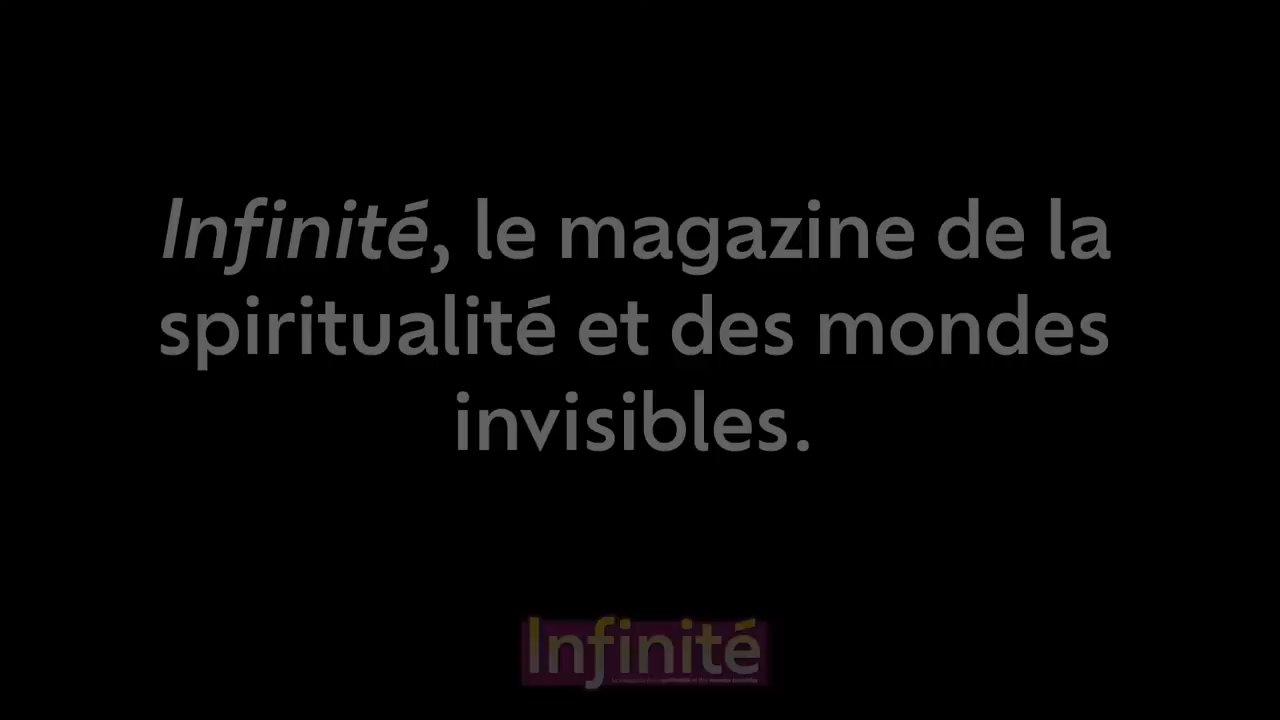 Infinité, le magazine de la
spiritualité et des mondes
invisibles.
Infinité